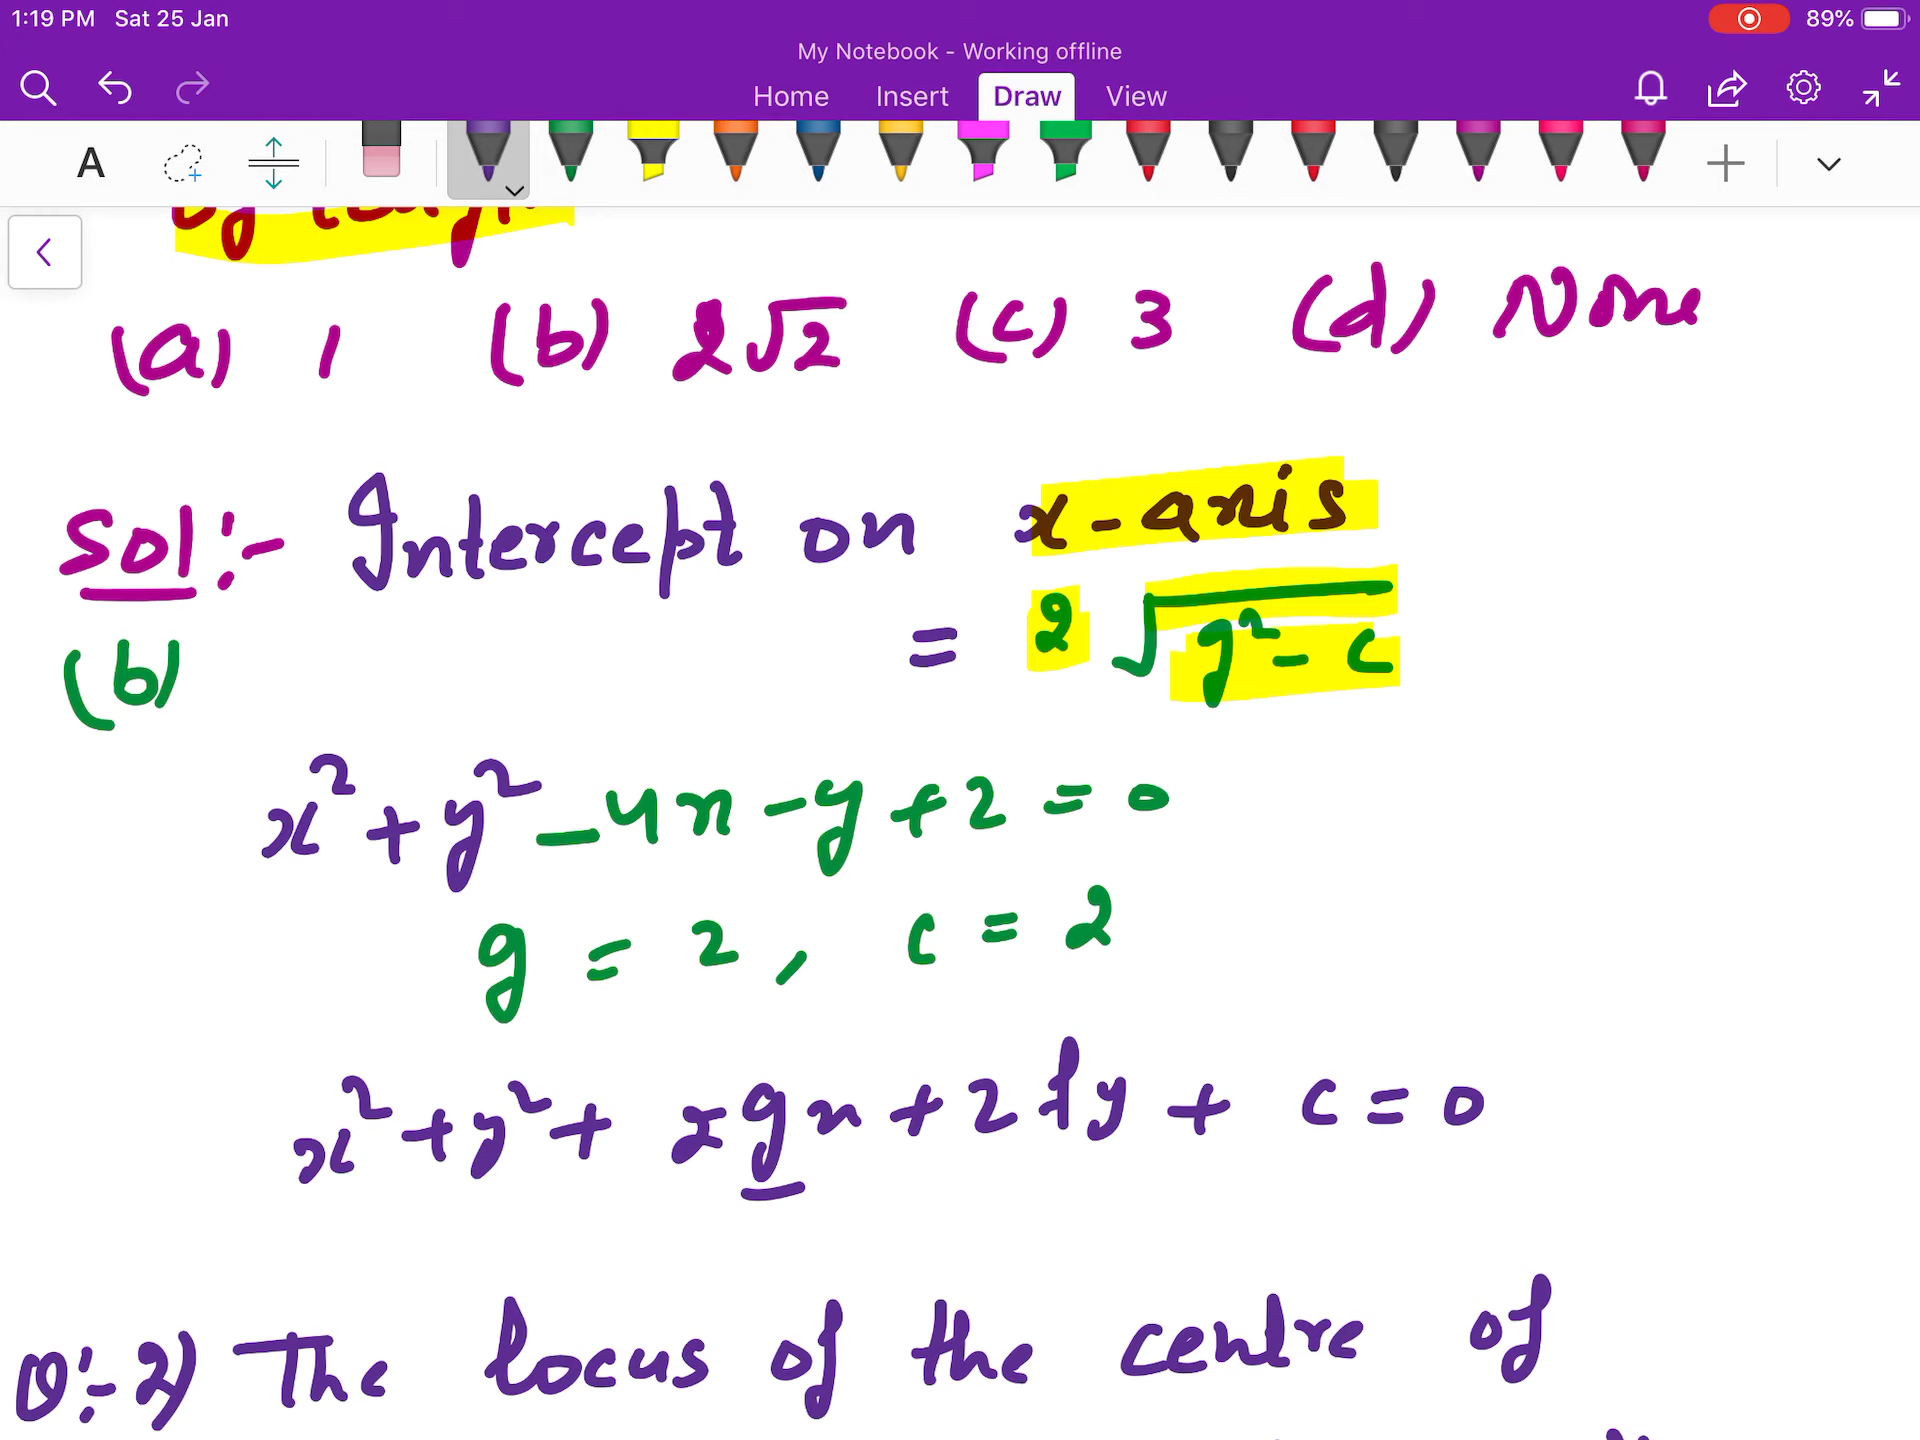 1:19 PM Sat 25 Jan 89%
My Notebook - Working offline
Home Insert Draw View
A
(a) 1 (b) 2√2 (c) 3 (d) None
Sol:- Intercept on x-axis
(b) = 2 √g²-c
x²+y²-4x-y+2=0
g = 2, c = 2
x²+y²+2gx+2fy+c=0
Q:-2) The locus of the centre of